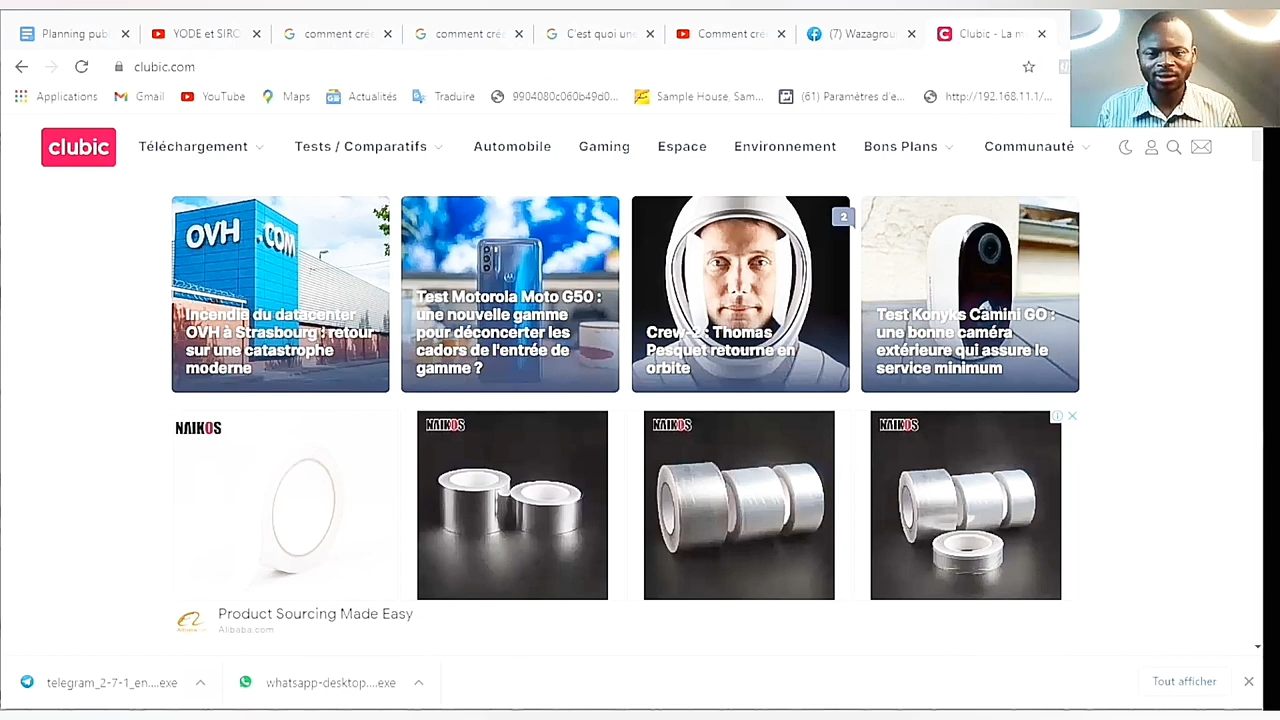 Planning pub
YODE et SIRC
comment cré
comment cré
C'est quoi un
Comment cre
(7) Wazagrou
Clubic - La m
clubic.com
Applications
Gmail
YouTube
Maps
Actualités
Traduire
9904080c060b49d0...
Sample House, Sam...
(61) Paramètres d'e...
http://192.168.11.1/...
clubic
Téléchargement
Tests / Comparatifs
Automobile
Gaming
Espace
Environnement
Bons Plans
Communauté
OVH.COM
Incendie du datacenter
OVH à Strasbourg : retour
sur une catastrophe
moderne
Test Motorola Moto G50 :
une nouvelle gamme
pour déconcerter les
cadors de l'entrée de
gamme ?
2
Crew-2 : Thomas
Pesquet retourne en
orbite
Test Konyks Camini GO :
une bonne caméra
extérieure qui assure le
service minimum
NAIKOS
NAIKOS
NAIKOS
NAIKOS
Product Sourcing Made Easy
Alibaba.com
telegram_2-7-1_en....exe
whatsapp-desktop....exe
Tout afficher